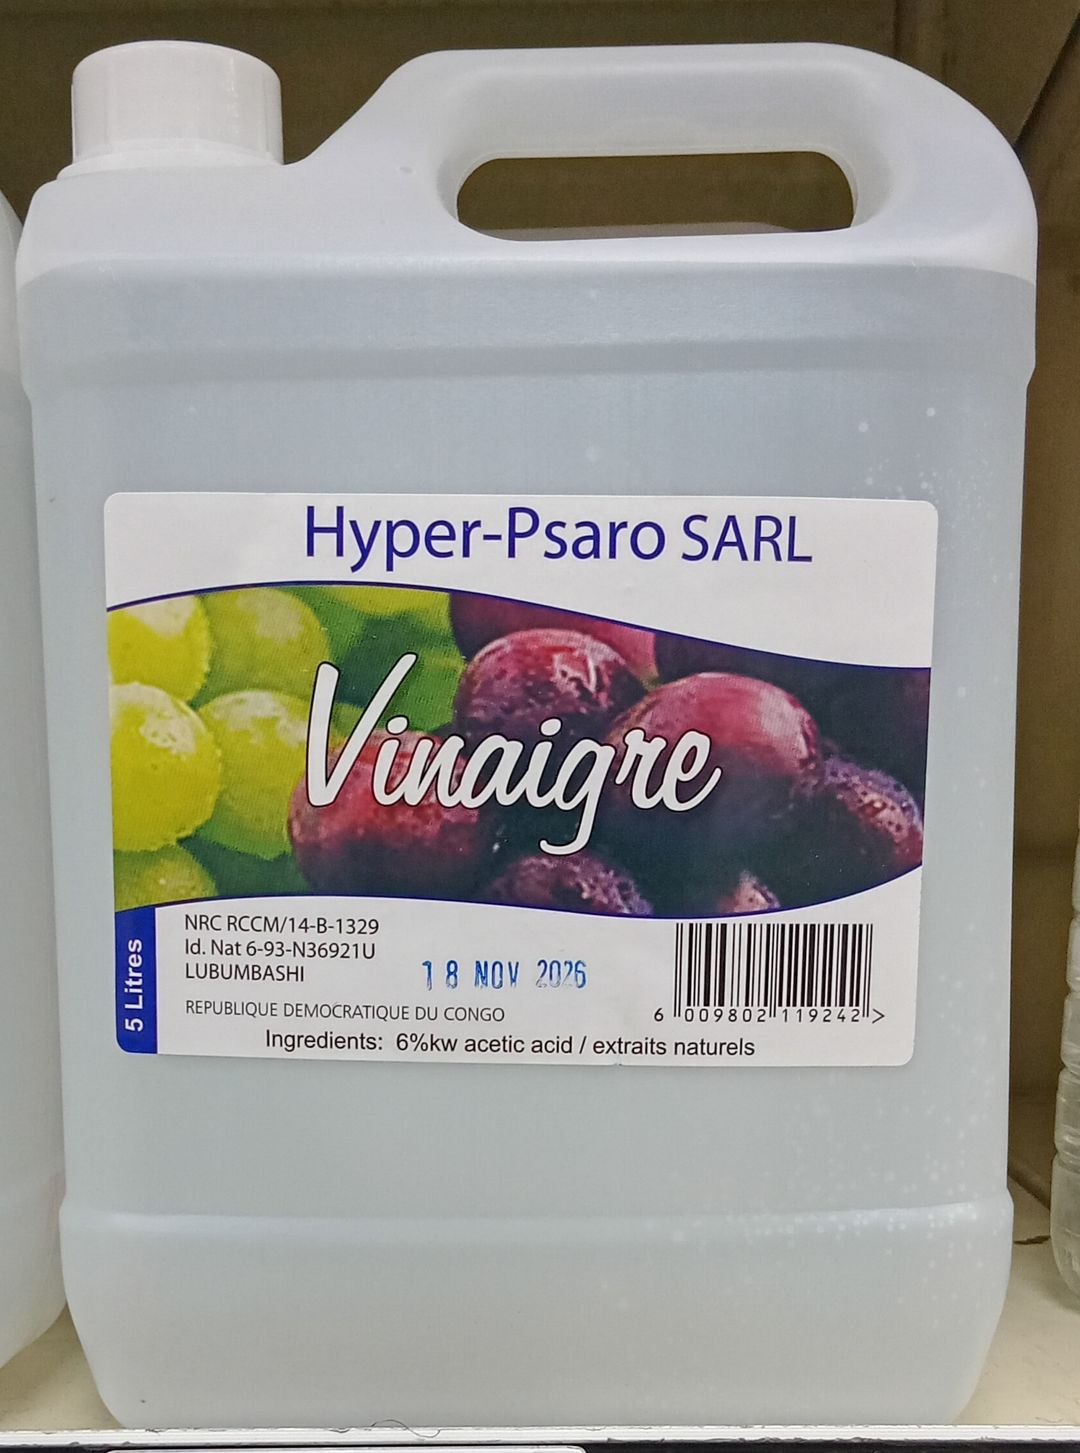 Hyper-Psaro SARL
Vinaigre
5 Litres
NRC RCCM/14-B-1329
Id. Nat 6-93-N36921U
LUBUMBASHI
18 NOV 2026
REPUBLIQUE DEMOCRATIQUE DU CONGO
6 009802 119242 >
Ingredients: 6%kw acetic acid / extraits naturels